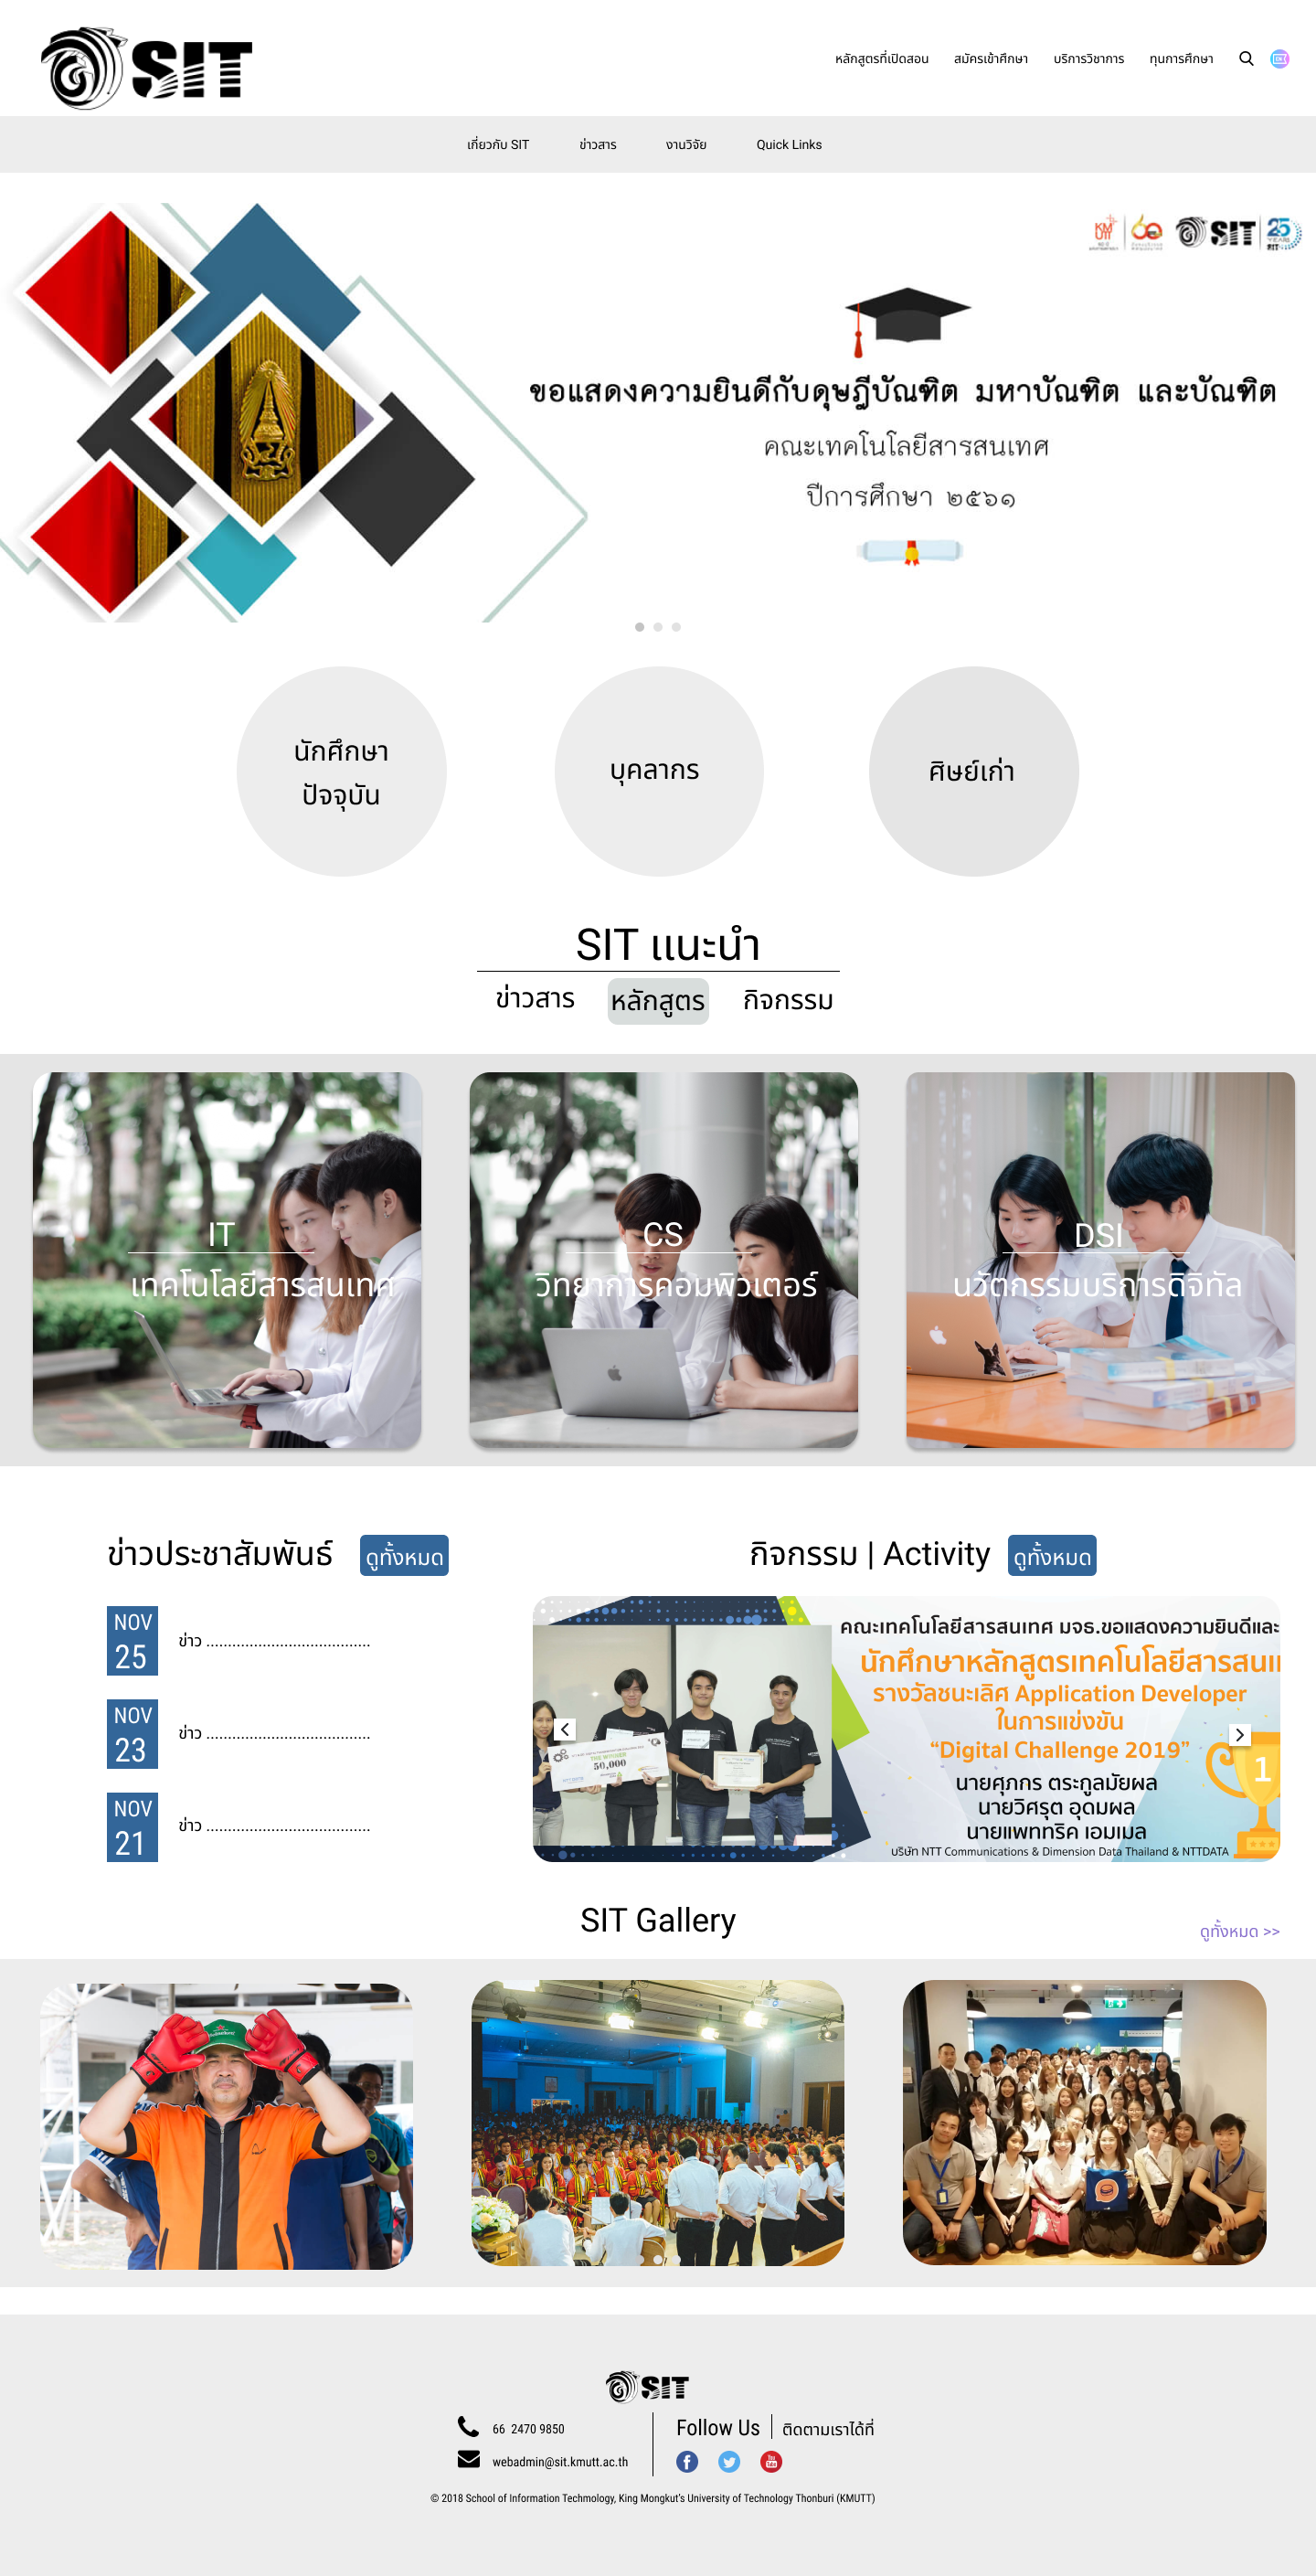 SIT
หลักสูตรที่เปิดสอน สมัครเข้าศึกษา บริการวิชาการ ทุนการศึกษา
เกี่ยวกับ SIT ข่าวสาร งานวิจัย Quick Links
SIT 25 YEARS SIT
ขอแสดงความยินดีกับดุษฎีบัณฑิต มหาบัณฑิต และบัณฑิต
คณะเทคโนโลยีสารสนเทศ
ปีการศึกษา ๒๕๖๑
นักศึกษา
ปัจจุบัน
บุคลากร
ศิษย์เก่า
SIT แนะนำ
ข่าวสาร หลักสูตร กิจกรรม
IT
เทคโนโลยีสารสนเทศ
CS
วิทยาการคอมพิวเตอร์
DSI
นวัตกรรมบริการดิจิทัล
ข่าวประชาสัมพันธ์ ดูทั้งหมด
NOV
25
ข่าว ......................................
NOV
23
ข่าว ......................................
NOV
21
ข่าว ......................................
กิจกรรม | Activity ดูทั้งหมด
คณะเทคโนโลยีสารสนเทศ มจธ.ขอแสดงความยินดีและ
นักศึกษาหลักสูตรเทคโนโลยีสารสนเ
รางวัลชนะเลิศ Application Developer
ในการแข่งขัน
“Digital Challenge 2019”
นายศุภกร ตระกูลมัยผล
นายวิศรุต อุดมผล
นายแพททริค เอมเมล
บริษัท NTT Communications & Dimension Data Thailand & NTTDATA
THE WINNER
50,000
1
SIT Gallery
ดูทั้งหมด >>
SIT
66 2470 9850
webadmin@sit.kmutt.ac.th
Follow Us ติดตามเราได้ที่
You
© 2018 School of Information Techmology, King Mongkut's University of Technology Thonburi (KMUTT)